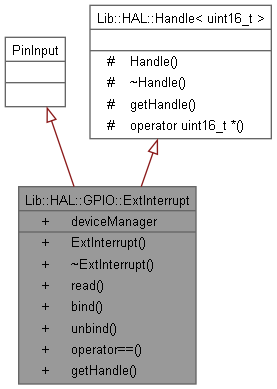 Lib::HAL::Handle< uint16_t >
# Handle()
# ~Handle()
# getHandle()
# operator uint16_t *()
PinInput
Lib::HAL::GPIO::ExtInterrupt
+ deviceManager
+ ExtInterrupt()
+ ~ExtInterrupt()
+ read()
+ bind()
+ unbind()
+ operator==()
+ getHandle()